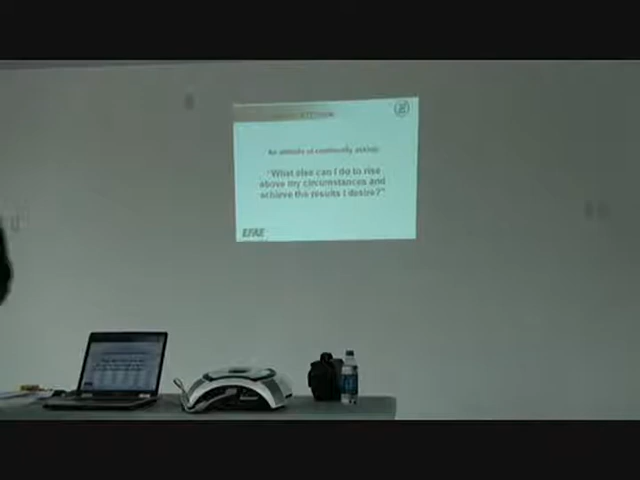 An attitude of continually asking:
"What else can I do to rise
above my circumstances and
achieve the results I desire?"